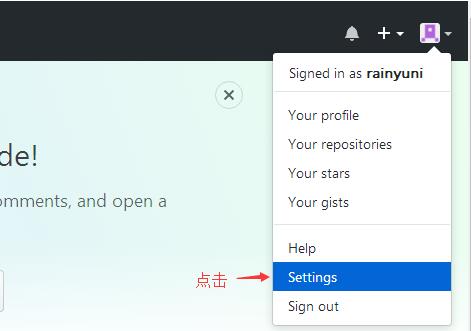 Signed in as rainyuni
Your profile
de!
Your repositories
Your stars
omments, and open a
Your gists
Help
点击
Settings
Sign out